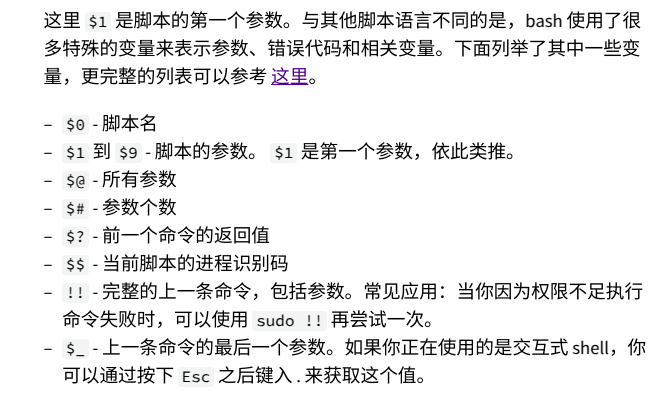 这里 $1 是脚本的第一个参数。与其他脚本语言不同的是，bash 使用了很
多特殊的变量来表示参数、错误代码和相关变量。下面列举了其中一些变
量，更完整的列表可以参考 这里。
– $0 - 脚本名
– $1 到 $9 - 脚本的参数。 $1 是第一个参数，依此类推。
– $@ - 所有参数
– $# - 参数个数
– $? - 前一个命令的返回值
– $$ - 当前脚本的进程识别码
– !! - 完整的上一条命令，包括参数。常见应用：当你因为权限不足执行
命令失败时，可以使用 sudo !! 再尝试一次。
– $_ - 上一条命令的最后一个参数。如果你正在使用的是交互式 shell，你
可以通过按下 Esc 之后键入 . 来获取这个值。